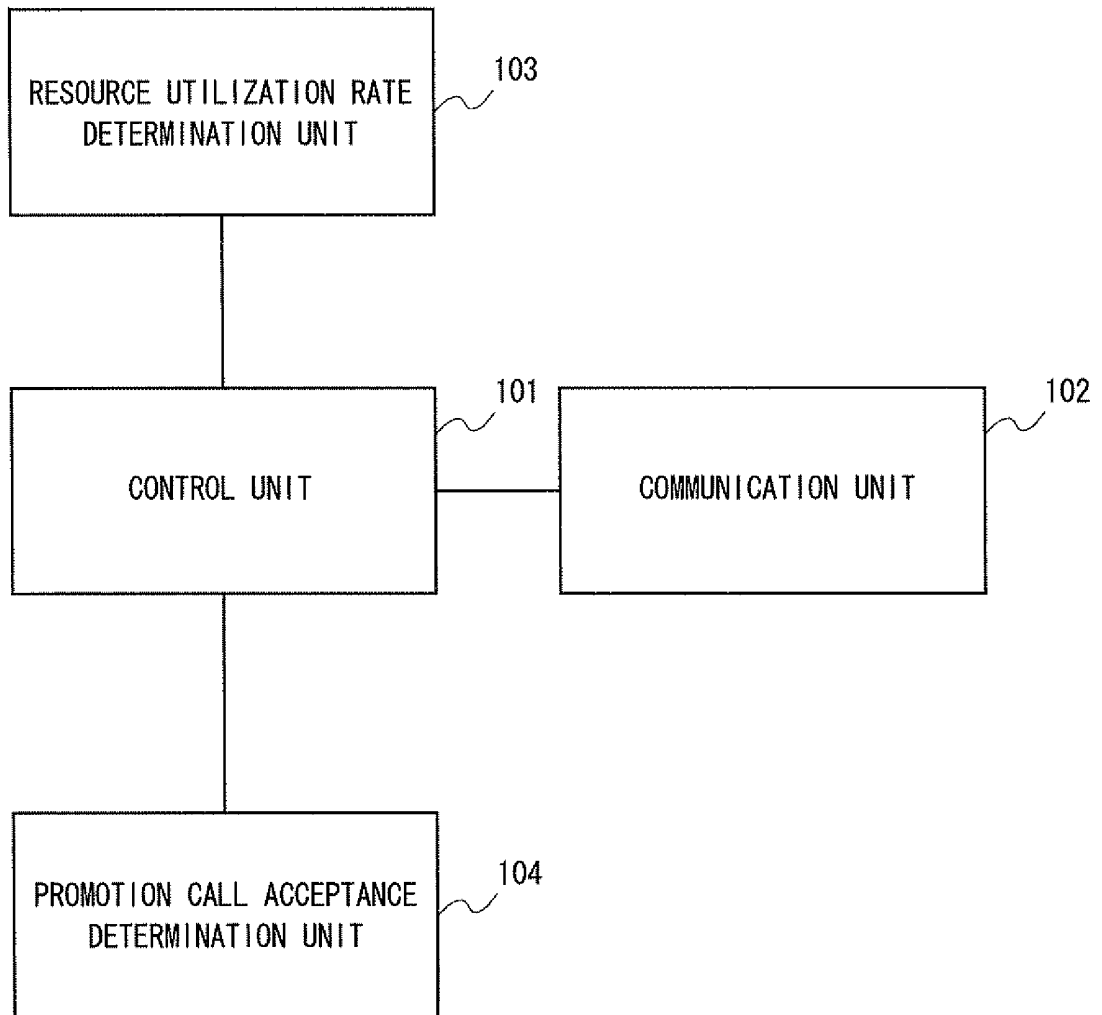 103
RESOURCE UTILIZATION RATE
DETERMINATION UNIT
101
102
CONTROL UNIT
COMMUNICATION UNIT
104
PROMOTION CALL ACCEPTANCE
DETERMINATION UNIT